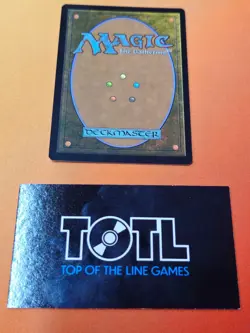 MAGIC
The Gathering
DECKMASTER
TOTL
TOP OF THE LINE GAMES